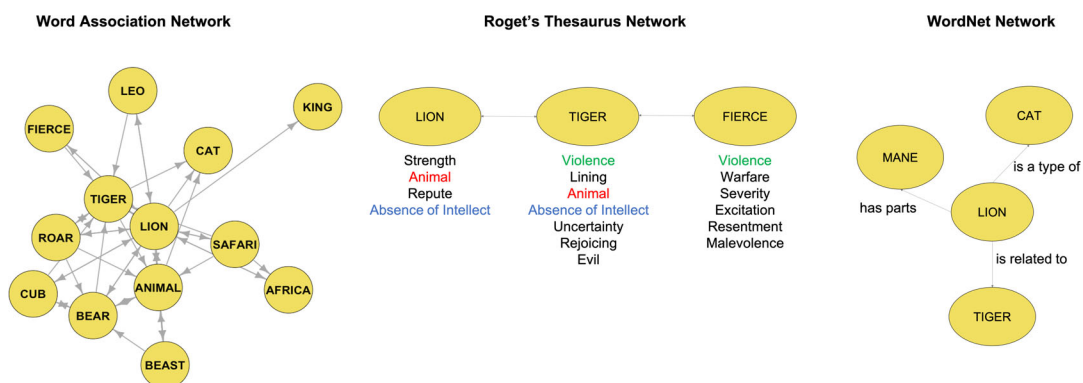 Word Association Network
LEO
KING
FIERCE
CAT
TIGER
LION
ROAR
SAFARI
ANIMAL
AFRICA
CUB
BEAR
BEAST
Roget's Thesaurus Network
LION
Strength
Animal
Repute
Absence of Intellect
TIGER
Violence
Lining
Animal
Absence of Intellect
Uncertainty
Rejoicing
Evil
FIERCE
Violence
Warfare
Severity
Excitation
Resentment
Malevolence
WordNet Network
CAT
MANE
is a type of
has parts
LION
is related to
TIGER